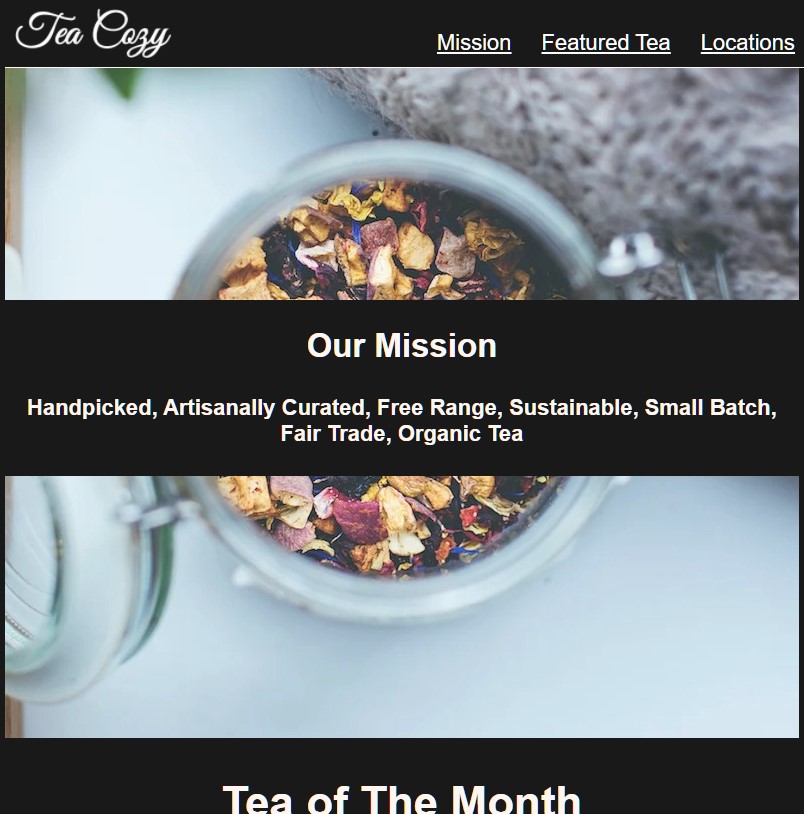 Tea Cozy
Mission Featured Tea Locations
Our Mission
Handpicked, Artisanally Curated, Free Range, Sustainable, Small Batch,
Fair Trade, Organic Tea
Tea of The Month